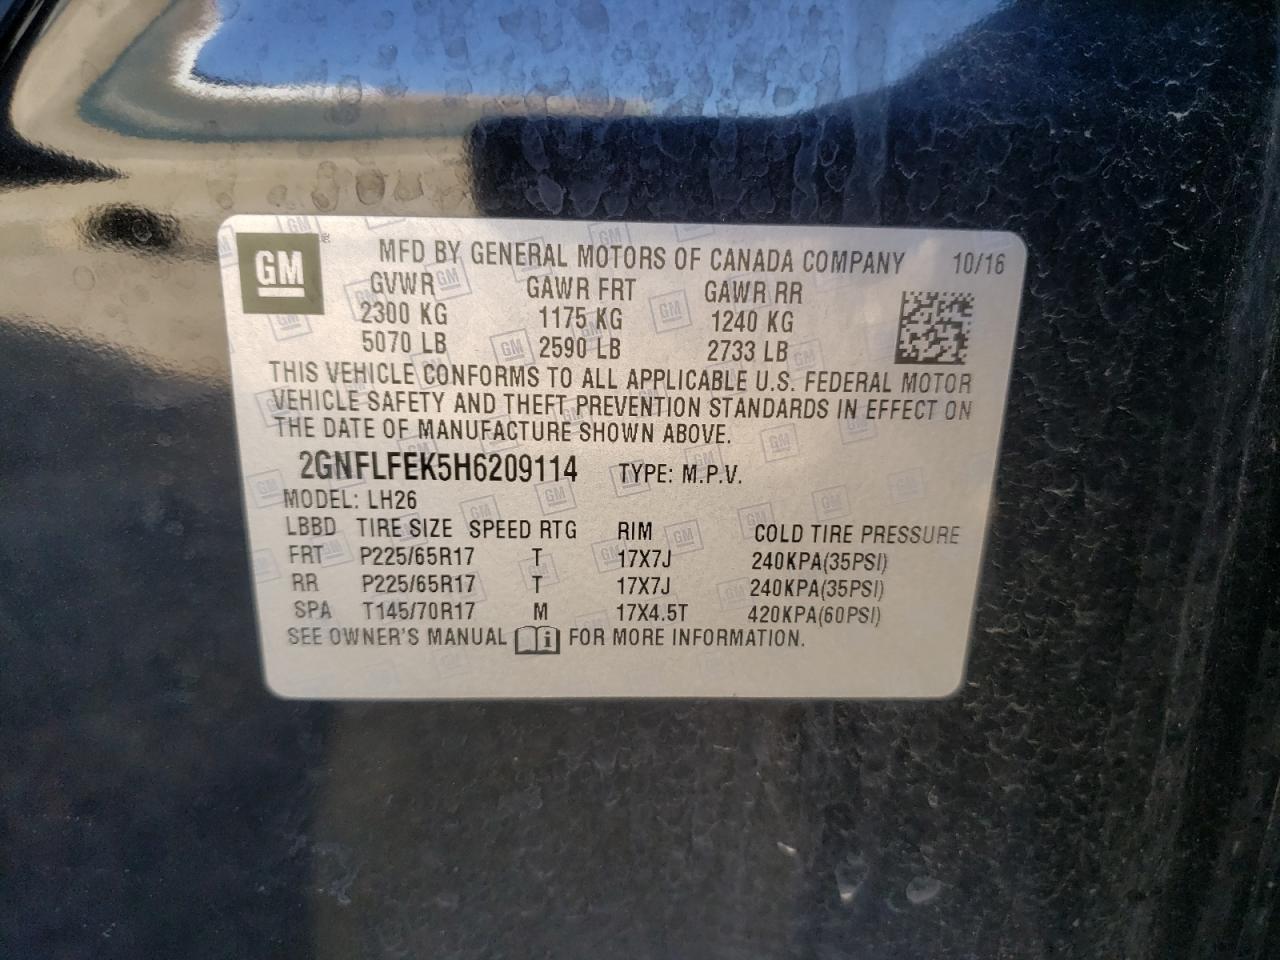 GM MFD BY GENERAL MOTORS OF CANADA COMPANY 10/16
GVWR GAWR FRT GAWR RR
2300 KG 1175 KG 1240 KG
5070 LB 2590 LB 2733 LB
THIS VEHICLE CONFORMS TO ALL APPLICABLE U.S. FEDERAL MOTOR
VEHICLE SAFETY AND THEFT PREVENTION STANDARDS IN EFFECT ON
THE DATE OF MANUFACTURE SHOWN ABOVE.
2GNFLFEK5H6209114 TYPE: M.P.V.
MODEL: LH26
LBBD TIRE SIZE SPEED RTG RIM COLD TIRE PRESSURE
FRT P225/65R17 T 17X7J 240KPA(35PSI)
RR P225/65R17 T 17X7J 240KPA(35PSI)
SPA T145/70R17 M 17X4.5T 420KPA(60PSI)
SEE OWNER'S MANUAL FOR MORE INFORMATION.